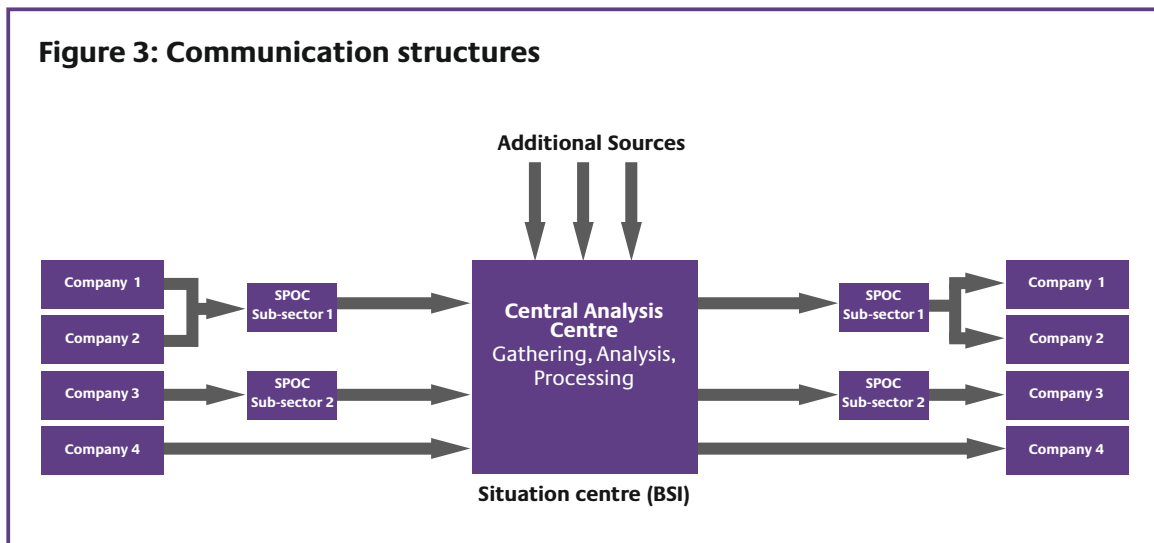 Figure 3: Communication structures
Additional Sources
Company 1
Company 2
Company 3
Company 4
SPOC
Sub-sector 1
SPOC
Sub-sector 2
Central Analysis
Centre
Gathering, Analysis,
Processing
Situation centre (BSI)
SPOC
Sub-sector 1
SPOC
Sub-sector 2
Company 1
Company 2
Company 3
Company 4